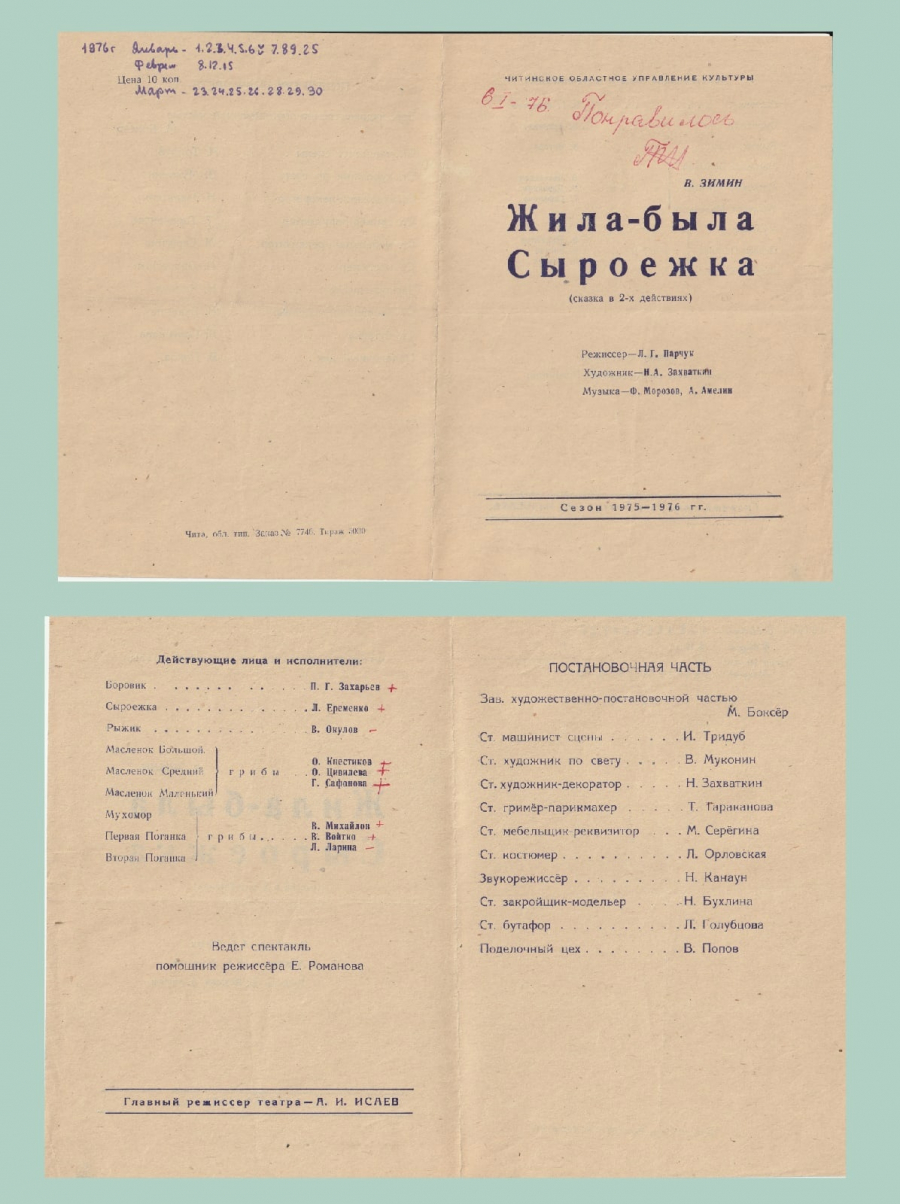 1976г Январь - 1.2.3.4.5.6 7.8 9.25
Февр 8.12.15
Цена 10 коп.
Март - 23.24.25.26.28.29.30
Чита, обл. тип. Заказ № Тираж
ЧИТИНСКОЕ ОБЛАСТНОЕ УПРАВЛЕНИЕ КУЛЬТУРЫ
6 I - 76 Понравилось
В. ЗИМИН
Жила-была
Сыроежка
(сказка в 2-х действиях)
Режиссер—Л. Г. Парчук
Художник—Н.А. Захваткин
Музыка—Ф. Морозов, А. Амелин
Сезон 1975—1976 гг.
Действующие лица и исполнители:
Боровик . . . . . . . . . . . П. Г. Захарьев +
Сыроежка . . . . . . . . . . . Л. Еременко +
Рыжик . . . . . . . . . . . В. Окулов -
Масленок Большой
Масленок Средний
Масленок Маленький
грибы
О. Кнестиков +
О. Цивилева +
Г. Сафонова +
Мухомор
Первая Поганка
Вторая Поганка
грибы . . . . . .
В. Михайлов +
В. Войтко +
Л. Ларина -
Ведет спектакль
помошник режиссёра Е. Романова
Главный режиссер театра—А. И. ИСАЕВ
ПОСТАНОВОЧНАЯ ЧАСТЬ
Зав. художественно-постановочной частью
М. Боксёр
Ст. машинист сцены . . . . . . И. Тридуб
Ст. художник по свету . . . . . В. Муконин
Ст. художник-декоратор . . . . Н. Захваткин
Ст. гримёр-парикмахер . . . . Т. Тараканова
Ст. мебельщик-реквизитор . . . М. Серёгина
Ст. костюмер . . . . . . . . . Л. Орловская
Звукорежиссёр . . . . . . . . . Н. Канаун
Ст. закройщик-модельер . . . . Н. Бухлина
Ст. бутафор . . . . . . . . . . Л. Голубцова
Поделочный цех . . . . . . . . В. Попов